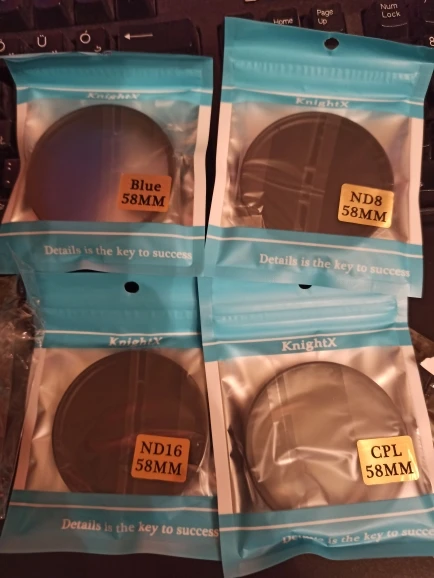 Home
Page
Up
Num
Lock
Ü
Ó
KnightX
Blue
58MM
Details is the key to success
KnightX
ND8
58MM
Details is the key to success
KnightX
ND16
58MM
Details is the key to success
KnightX
CPL
58MM
is the key to